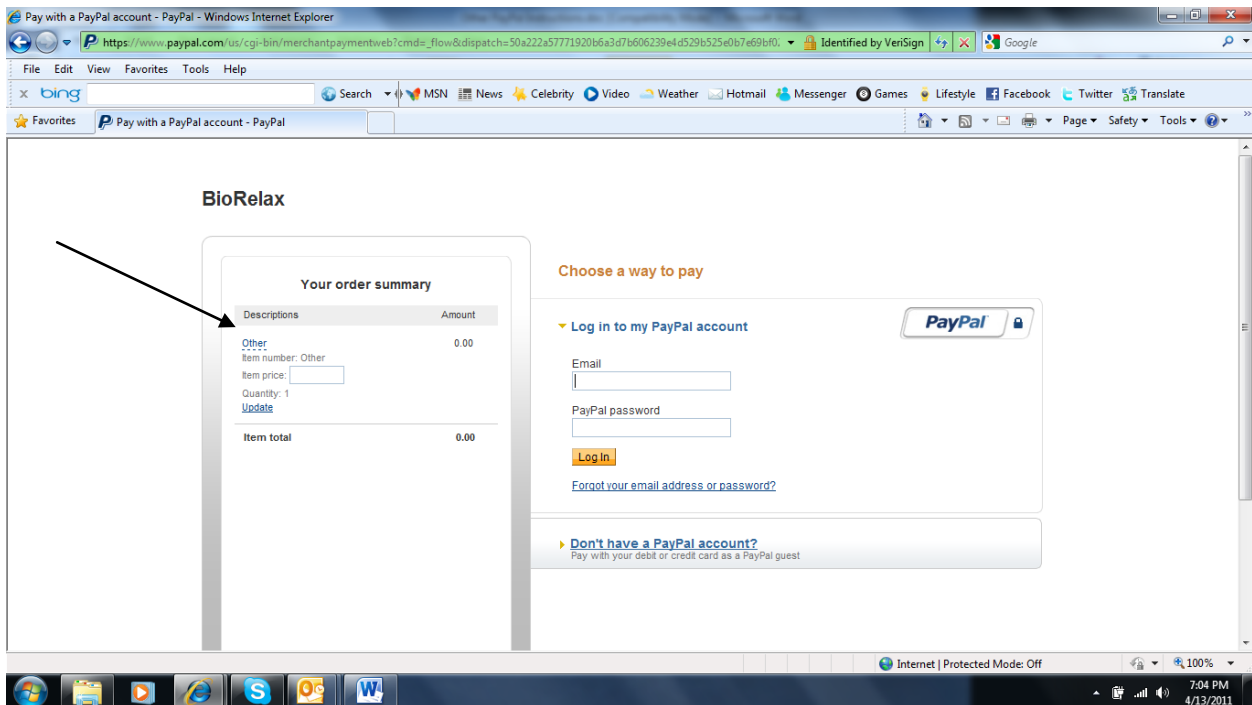 Pay with a PayPal account - PayPal - Windows Internet Explorer
https://www.paypal.com/us/cgi-bin/merchantpaymentweb?cmd=_flow&dispatch=50a222a57771920b6a3d7b606239e4d529b525e0b7e69bf0; Identified by VeriSign Google
File Edit View Favorites Tools Help
x bing Search MSN News Celebrity Video Weather Hotmail Messenger Games Lifestyle Facebook Twitter Translate
Favorites Pay with a PayPal account - PayPal Page Safety Tools
BioRelax
Your order summary
Descriptions Amount
Other 0.00
Item number: Other
Item price:
Quantity: 1
Update
Item total 0.00
Choose a way to pay
Log in to my PayPal account PayPal
Email
PayPal password
Log In
Forgot your email address or password?
Don't have a PayPal account?
Pay with your debit or credit card as a PayPal guest
Internet | Protected Mode: Off 100%
7:04 PM
4/13/2011